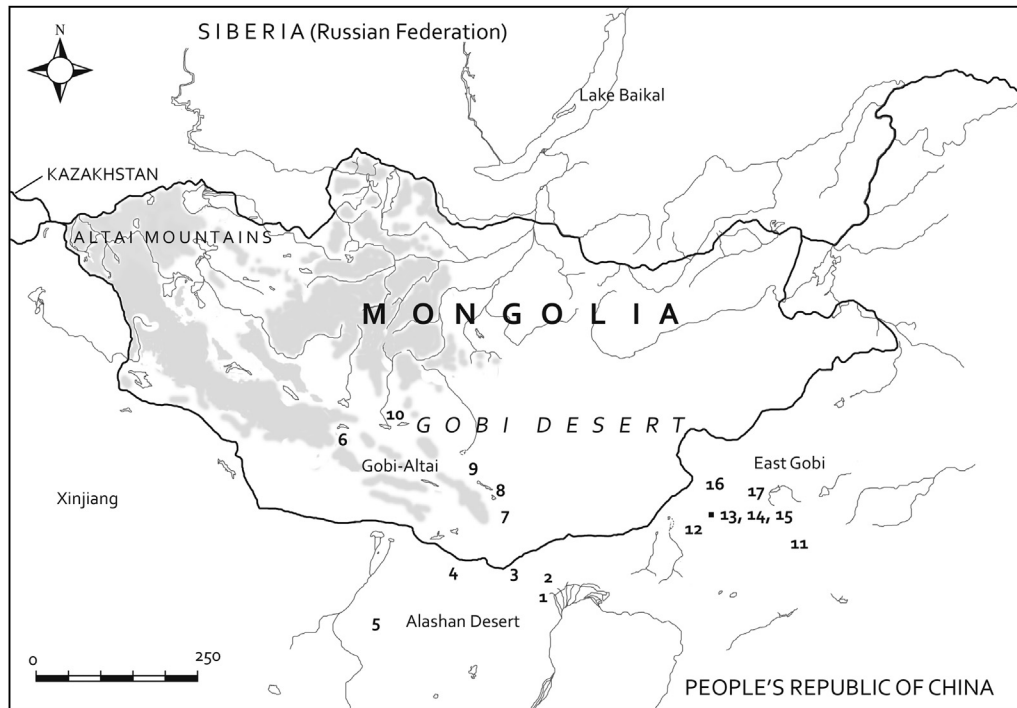 SIBERIA (Russian Federation)
N
Lake Baikal
KAZAKHSTAN
ALTAI MOUNTAINS
MONGOLIA
10
GOBI DESERT
6
Gobi-Altai
9
East Gobi
Xinjiang
8
16
17
7
13, 14, 15
12
11
4
3
2
1
5
Alashan Desert
0
250
PEOPLE'S REPUBLIC OF CHINA